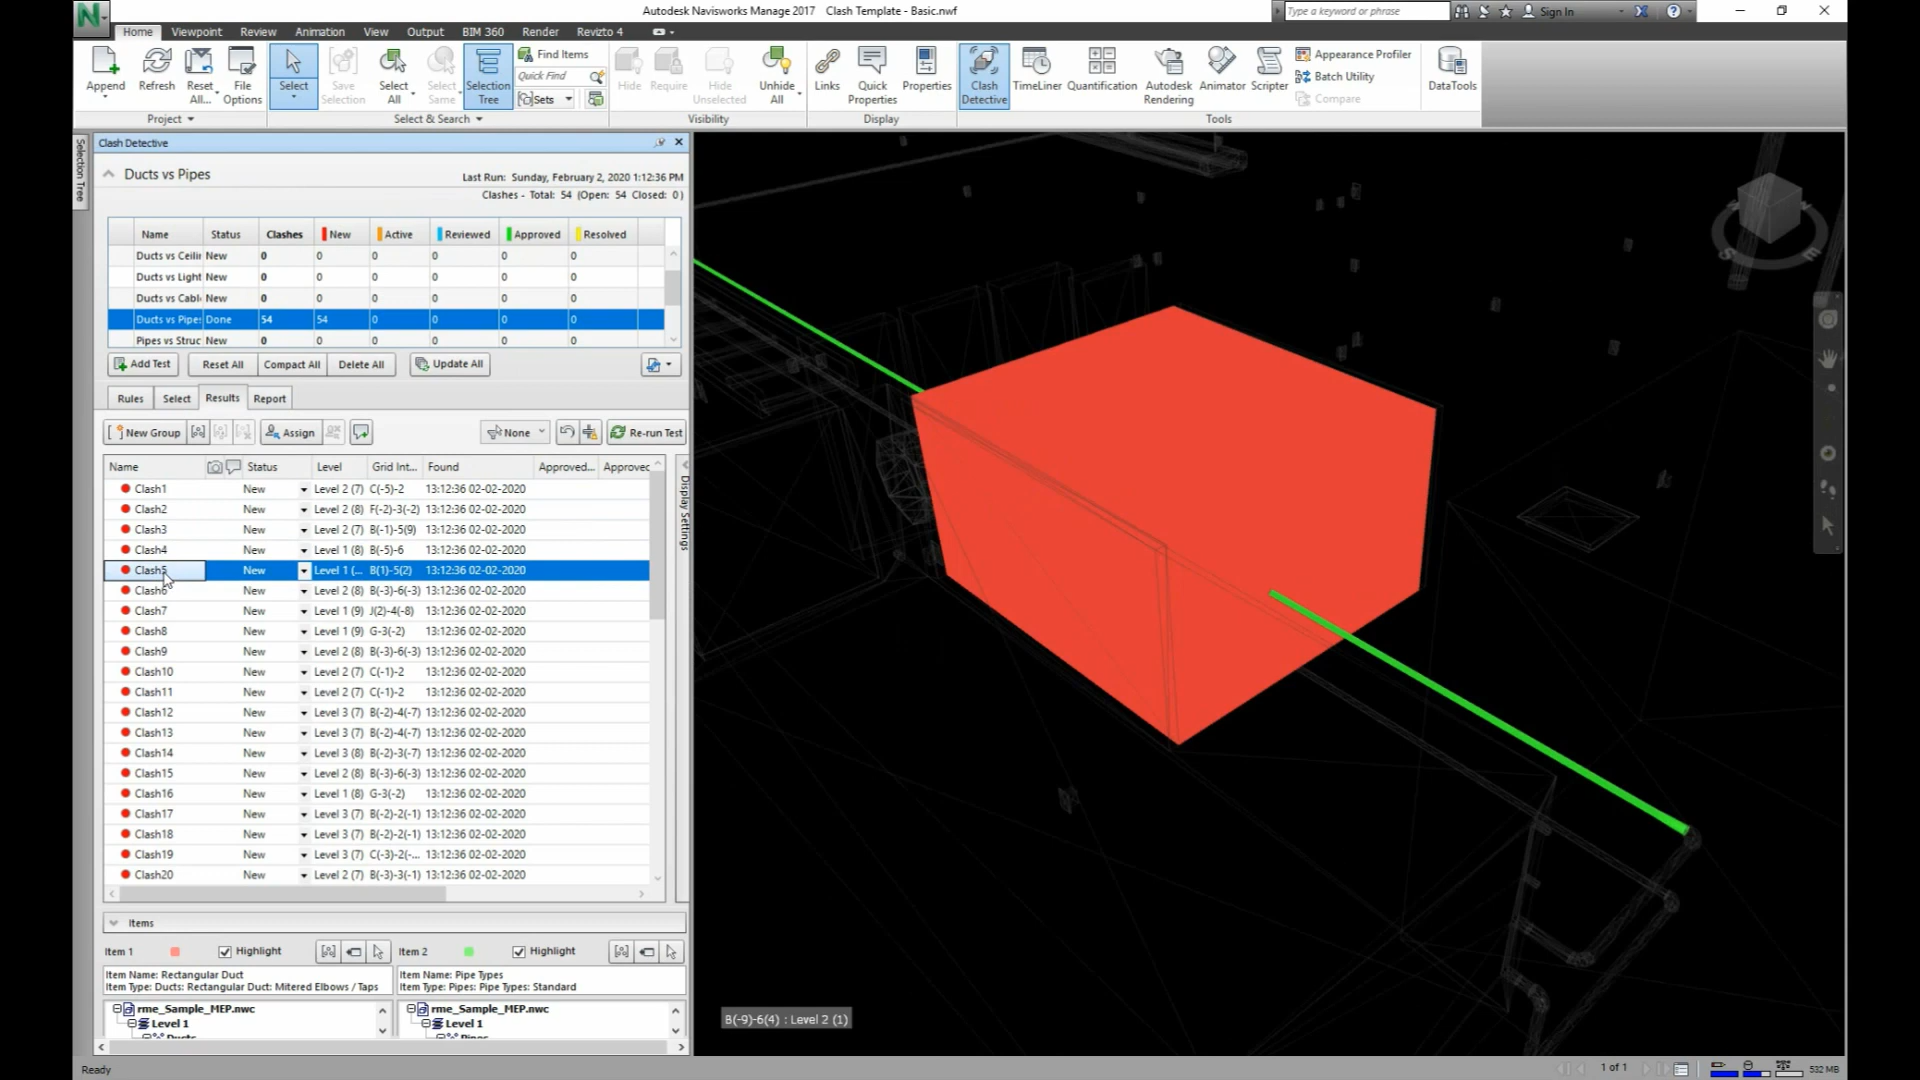 Autodesk Navisworks Manage 2017 Clash Template - Basic.nwf
Type a keyword or phrase
Sign In
Home Viewpoint Review Animation View Output BIM 360 Render Revizto 4
Append Refresh Reset All... File Options
Project
Select Save Selection Select All Select Same Selection Tree
Find Items
Quick Find
Sets
Select & Search
Hide Require Hide Unselected Unhide All
Visibility
Links Quick Properties Properties
Display
Clash Detective TimeLiner Quantification Autodesk Rendering Animator Scripter
Appearance Profiler
Batch Utility
Compare
Tools
DataTools
Selection Tree
Clash Detective
Ducts vs Pipes
Last Run: Sunday, February 2, 2020 1:12:36 PM
Clashes - Total: 54 (Open: 54 Closed: 0)
Name Status Clashes New Active Reviewed Approved Resolved
Ducts vs Ceilir New 0 0 0 0 0 0
Ducts vs Light New 0 0 0 0 0 0
Ducts vs Cabl New 0 0 0 0 0 0
Ducts vs Pipes Done 54 54 0 0 0 0
Pipes vs Struc New 0 0 0 0 0 0
Add Test Reset All Compact All Delete All Update All
Rules Select Results Report
New Group Assign None Re-run Test
Name Status Level Grid Int... Found Approved... Approved
Clash1 New Level 2 (7) C(-5)-2 13:12:36 02-02-2020
Clash2 New Level 2 (8) F(-2)-3(-2) 13:12:36 02-02-2020
Clash3 New Level 2 (7) B(-1)-5(9) 13:12:36 02-02-2020
Clash4 New Level 1 (8) B(-5)-6 13:12:36 02-02-2020
Clash5 New Level 1 (... B(1)-5(2) 13:12:36 02-02-2020
Clash6 New Level 2 (8) B(-3)-6(-3) 13:12:36 02-02-2020
Clash7 New Level 1 (9) J(2)-4(-8) 13:12:36 02-02-2020
Clash8 New Level 1 (9) G-3(-2) 13:12:36 02-02-2020
Clash9 New Level 2 (8) B(-3)-6(-3) 13:12:36 02-02-2020
Clash10 New Level 2 (7) C(-1)-2 13:12:36 02-02-2020
Clash11 New Level 2 (7) C(-1)-2 13:12:36 02-02-2020
Clash12 New Level 3 (7) B(-2)-4(-7) 13:12:36 02-02-2020
Clash13 New Level 3 (7) B(-2)-4(-7) 13:12:36 02-02-2020
Clash14 New Level 3 (8) B(-2)-3(-7) 13:12:36 02-02-2020
Clash15 New Level 2 (8) B(-3)-6(-3) 13:12:36 02-02-2020
Clash16 New Level 1 (8) G-3(-2) 13:12:36 02-02-2020
Clash17 New Level 3 (7) B(-2)-2(-1) 13:12:36 02-02-2020
Clash18 New Level 3 (7) B(-2)-2(-1) 13:12:36 02-02-2020
Clash19 New Level 3 (7) C(-3)-2(-... 13:12:36 02-02-2020
Clash20 New Level 2 (7) B(-3)-3(-1) 13:12:36 02-02-2020
Display Settings
Items
Item 1 Highlight Item 2 Highlight
Item Name: Rectangular Duct
Item Type: Ducts: Rectangular Duct: Mitered Elbows / Taps
Item Name: Pipe Types
Item Type: Pipes: Pipe Types: Standard
rme_Sample_MEP.nwc
Level 1
Ducts
rme_Sample_MEP.nwc
Level 1
Pipes
B(-9)-6(4) : Level 2 (1)
Ready
1 of 1
532 MB